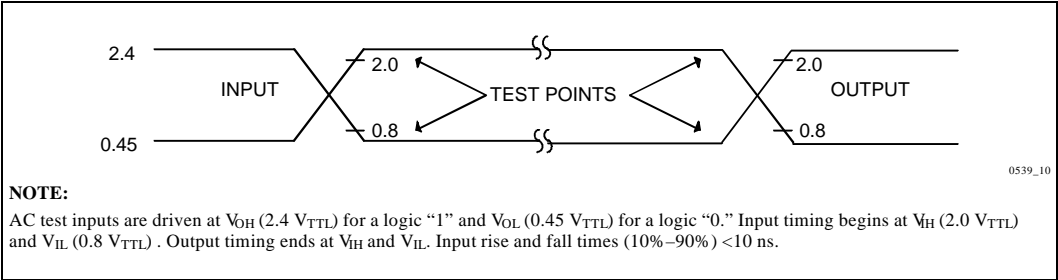 2.4
2.0
2.0
INPUT
TEST POINTS
OUTPUT
0.8
0.8
0.45
0539_10
NOTE:
AC test inputs are driven at VOH (2.4 VTTL) for a logic “1” and VOL (0.45 VTTL) for a logic “0.” Input timing begins at VIH (2.0 VTTL)
and VIL (0.8 VTTL) . Output timing ends at VIH and VIL. Input rise and fall times (10%–90%) <10 ns.